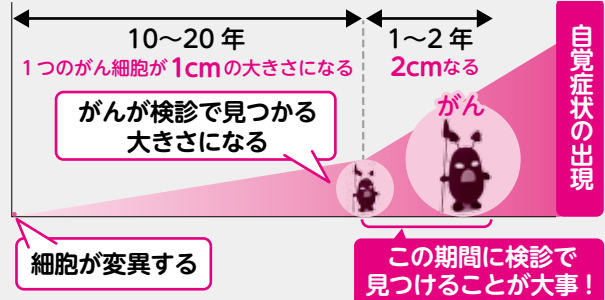 10～20 年
1つのがん細胞が1cmの大きさになる
1～2 年
2cmなる
がんが検診で見つかる
大きさになる
がん
自覚症状の出現
細胞が変異する
この期間に検診で
見つけることが大事！